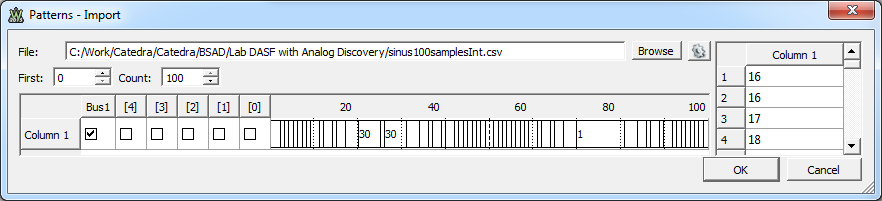 Patterns - Import
File: C:/Work/Catedra/Catedra/BSAD/Lab DASF with Analog Discovery/sinus100samplesInt.csv Browse
First: 0 Count: 100
Bus1 [4] [3] [2] [1] [0] 20 40 60 80 100
Column 1 30 30 1
Column 1
1 16
2 16
3 17
4 18
OK Cancel